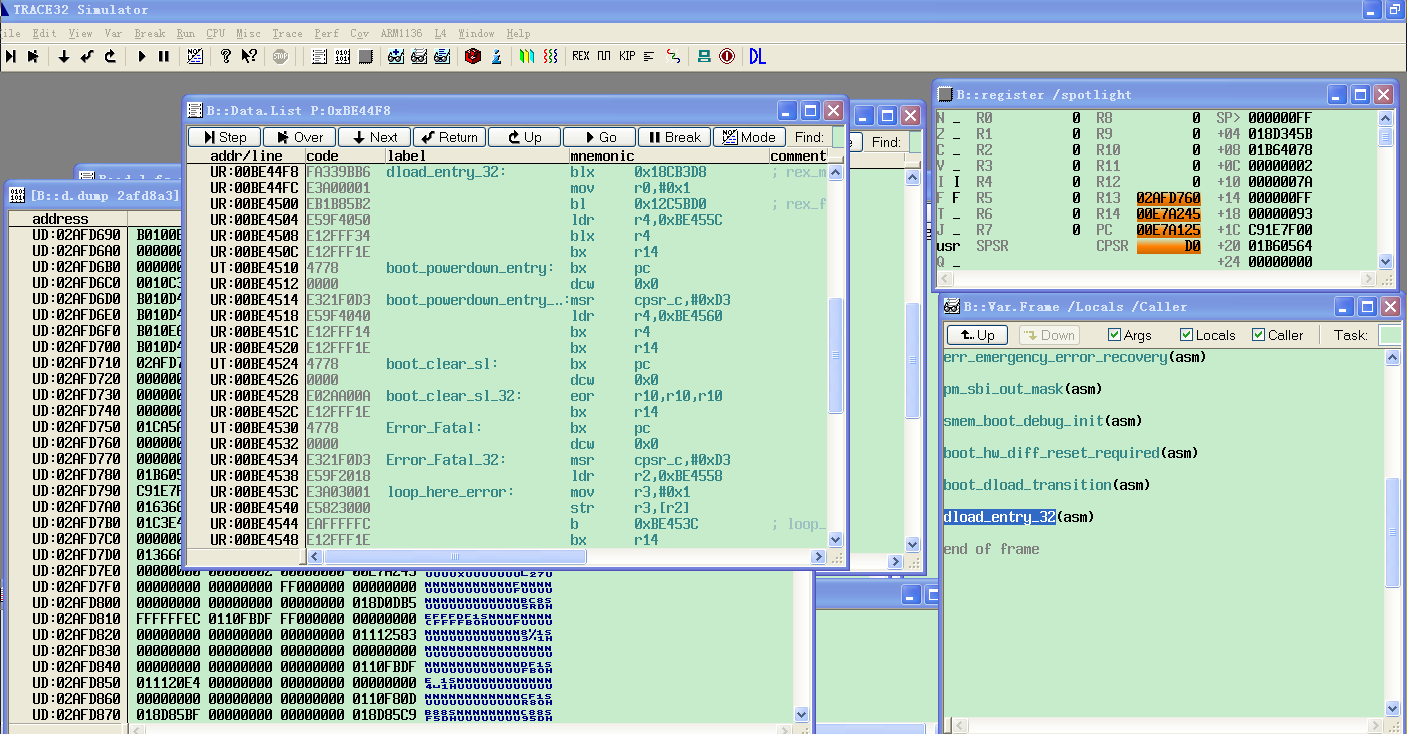 TRACE32 Simulator
ile Edit View Var Break Run CPU Misc Trace Perf Cov ARM1136 L4 Window Help
REX KIP DL
B::Data.List P:0xBE44F8
Step Over Next Return Up Go Break Mode Find:
addr/line code label mnemonic comment
UR:00BE44F8 FA339BB6 dload_entry_32: blx 0x18CB3D8 ; rex_m
UR:00BE44FC E3A00001 mov r0,#0x1
UR:00BE4500 EB1B85B2 bl 0x12C5BD0 ; rex_f
UR:00BE4504 E59F4050 ldr r4,0xBE455C
UR:00BE4508 E12FFF34 blx r4
UR:00BE450C E12FFF1E bx r14
UT:00BE4510 4778 boot_powerdown_entry: bx pc
UR:00BE4512 0000 dcw 0x0
UR:00BE4514 E321F0D3 boot_powerdown_entry_..:msr cpsr_c,#0xD3
UR:00BE4518 E59F4040 ldr r4,0xBE4560
UR:00BE451C E12FFF14 bx r4
UR:00BE4520 E12FFF1E bx r14
UT:00BE4524 4778 boot_clear_sl: bx pc
UR:00BE4526 0000 dcw 0x0
UR:00BE4528 E02AA00A boot_clear_sl_32: eor r10,r10,r10
UR:00BE452C E12FFF1E bx r14
UT:00BE4530 4778 Error_Fatal: bx pc
UR:00BE4532 0000 dcw 0x0
UR:00BE4534 E321F0D3 Error_Fatal_32: msr cpsr_c,#0xD3
UR:00BE4538 E59F2018 ldr r2,0xBE4558
UR:00BE453C E3A03001 loop_here_error: mov r3,#0x1
UR:00BE4540 E5823000 str r3,[r2]
UR:00BE4544 EAFFFFFC b 0xBE453C ; loop_
UR:00BE4548 E12FFF1E bx r14
Find:
[B::d.dump 2afd8a3]
address
UD:02AFD690 B0100E
UD:02AFD6A0 000000
UD:02AFD6B0 000000
UD:02AFD6C0 0010C3
UD:02AFD6D0 B010D4
UD:02AFD6E0 B010D4
UD:02AFD6F0 B010E6
UD:02AFD700 B010D4
UD:02AFD710 02AFD7
UD:02AFD720 000000
UD:02AFD730 000000
UD:02AFD740 000000
UD:02AFD750 01CA5A
UD:02AFD760 000000
UD:02AFD770 000000
UD:02AFD780 01B605
UD:02AFD790 C91E7F
UD:02AFD7A0 016366
UD:02AFD7B0 01C3E4
UD:02AFD7C0 000000
UD:02AFD7D0 01366A
UD:02AFD7E0 00000000 00000002 00000000 00E7A245
UD:02AFD7F0 00000000 00000000 FF000000 00000000
UD:02AFD800 00000000 00000000 00000000 018D0DB5
UD:02AFD810 FFFFFFEC 0110FBDF FF000000 00000000
UD:02AFD820 00000000 00000000 00000000 01112583
UD:02AFD830 00000000 00000000 00000000 00000000
UD:02AFD840 00000000 00000000 00000000 0110FBDF
UD:02AFD850 011120E4 00000000 00000000 00000000
UD:02AFD860 00000000 00000000 00000000 0110F80D
UD:02AFD870 018D85BF 00000000 00000000 018D85C9
B::register /spotlight
N _ R0 0 R8 0 SP> 000000FF
Z _ R1 0 R9 0 +04 018D345B
C _ R2 0 R10 0 +08 01B64078
V _ R3 0 R11 0 +0C 00000002
I I R4 0 R12 0 +10 0000007A
F F R5 0 R13 02AFD760 +14 000000FF
T _ R6 0 R14 00E7A245 +18 00000093
J _ R7 0 PC 00E7A125 +1C C91E7F00
usr SPSR CPSR D0 +20 01B60564
Q _ +24 00000000
B::Var.Frame /Locals /Caller
Up Down Args Locals Caller Task:
err_emergency_error_recovery(asm)
pm_sbi_out_mask(asm)
smem_boot_debug_init(asm)
boot_hw_diff_reset_required(asm)
boot_dload_transition(asm)
dload_entry_32(asm)
end of frame